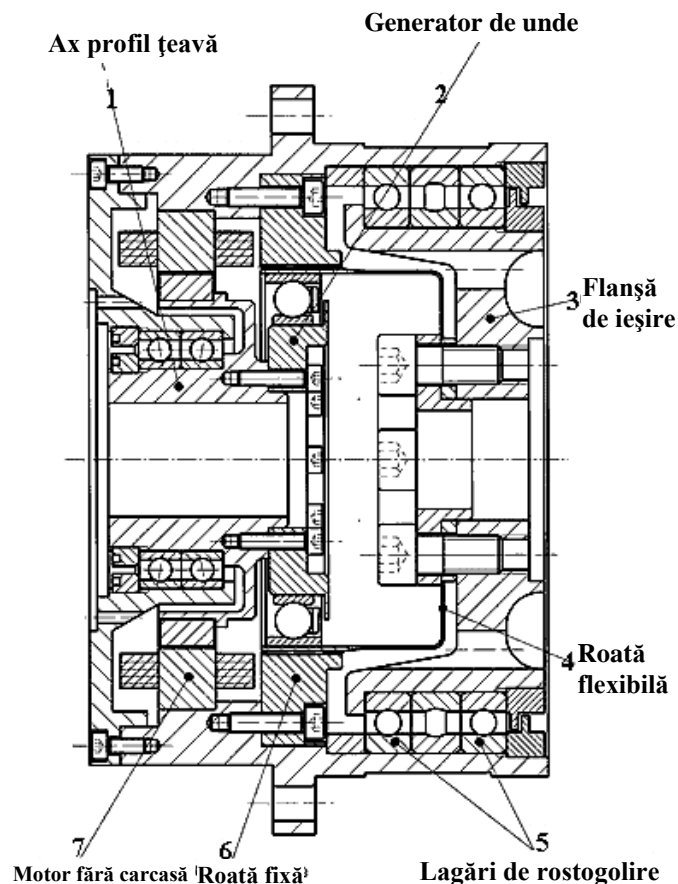 Generator de unde
Ax profil ţeavă
1
2
3 Flanşă
de ieşire
4 Roată
flexibilă
7
6
5
Motor fără carcasă
Roată fixă
Lagări de rostogolire